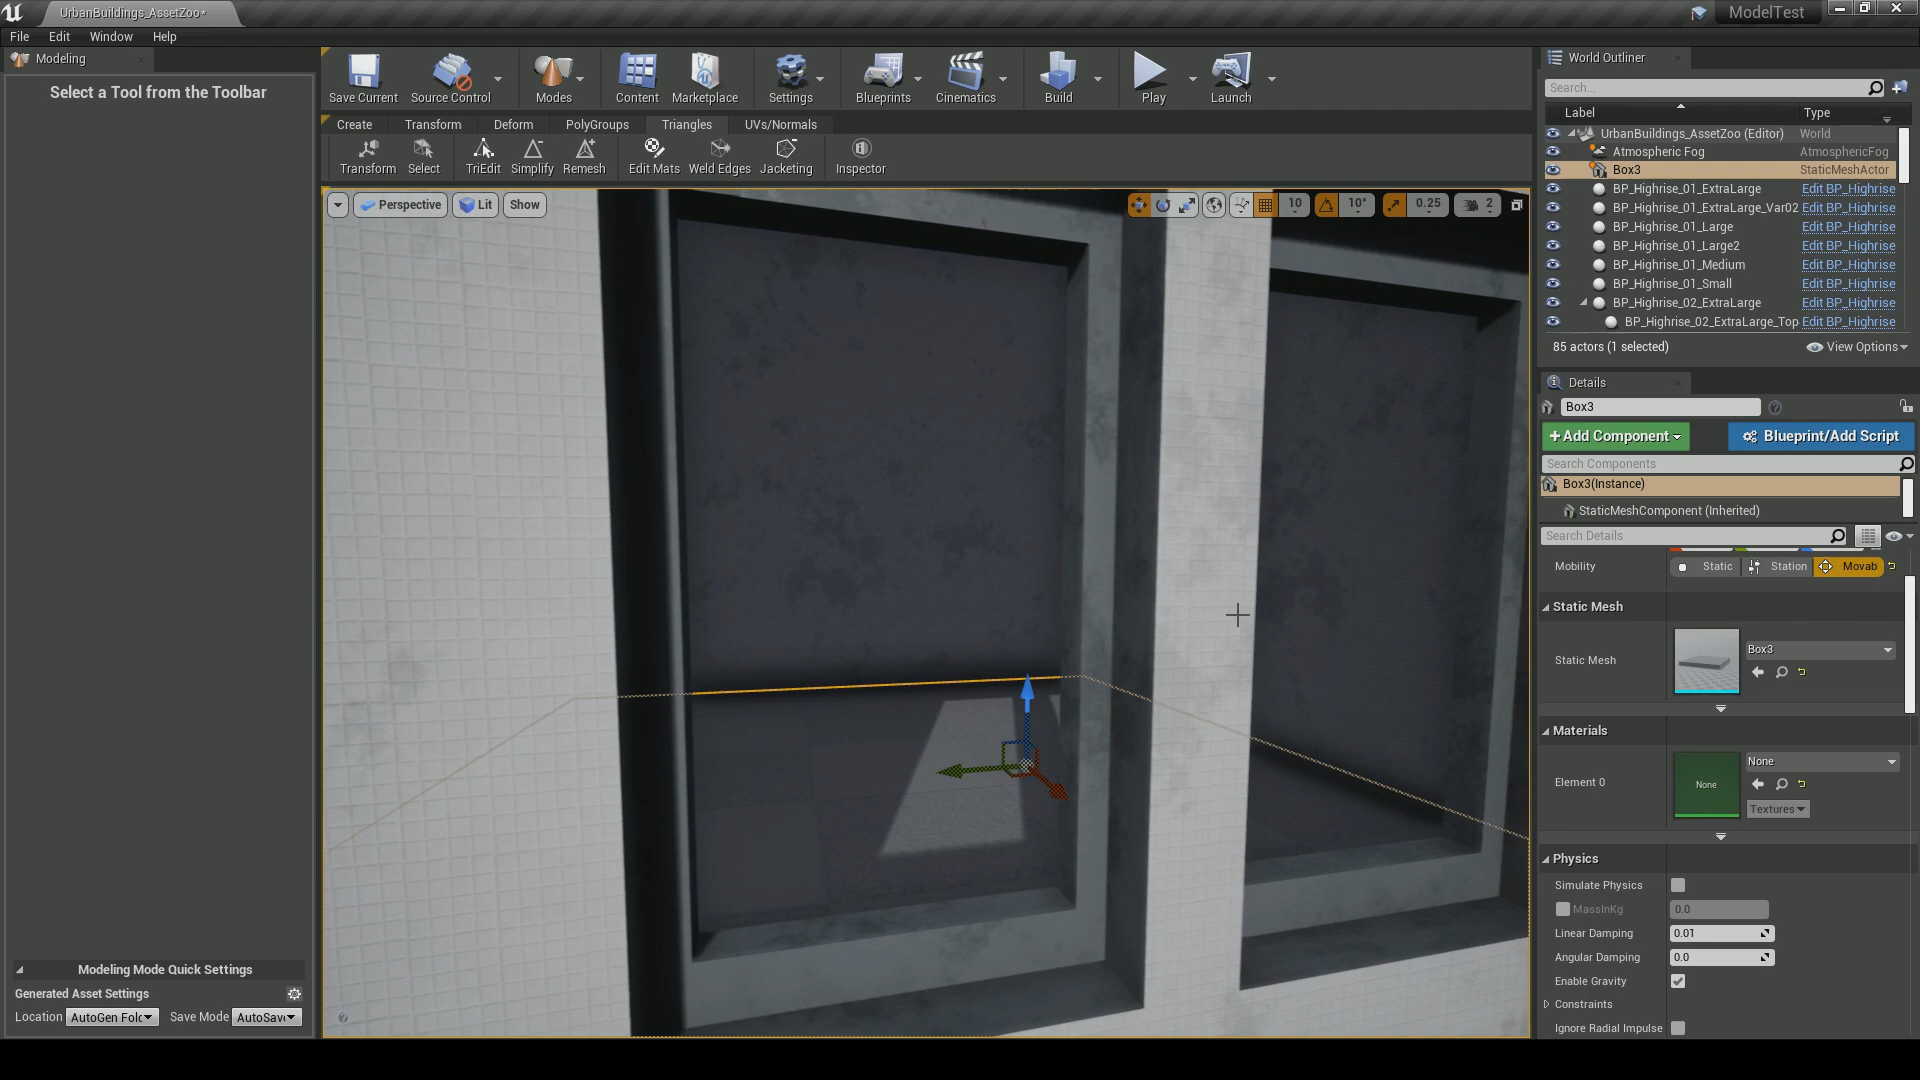 UrbanBuildings_AssetZoo*
ModelTest
File Edit Window Help
Modeling
Select a Tool from the Toolbar
Save Current Source Control Modes Content Marketplace Settings Blueprints Cinematics Build Play Launch
Create Transform Deform PolyGroups Triangles UVs/Normals
Transform Select TriEdit Simplify Remesh Edit Mats Weld Edges Jacketing Inspector
Perspective Lit Show
10 10° 0.25 2
World Outliner
Search...
Label Type
UrbanBuildings_AssetZoo (Editor) World
Atmospheric Fog AtmosphericFog
Box3 StaticMeshActor
BP_Highrise_01_ExtraLarge Edit BP_Highrise
BP_Highrise_01_ExtraLarge_Var02 Edit BP_Highrise
BP_Highrise_01_Large Edit BP_Highrise
BP_Highrise_01_Large2 Edit BP_Highrise
BP_Highrise_01_Medium Edit BP_Highrise
BP_Highrise_01_Small Edit BP_Highrise
BP_Highrise_02_ExtraLarge Edit BP_Highrise
BP_Highrise_02_ExtraLarge_Top Edit BP_Highrise
85 actors (1 selected) View Options
Details
Box3
+Add Component Blueprint/Add Script
Search Components
Box3(Instance)
StaticMeshComponent (Inherited)
Search Details
Mobility Static Station Movab
Static Mesh
Static Mesh Box3
Materials
Element 0 None None
Textures
Physics
Simulate Physics
MassInKg 0.0
Linear Damping 0.01
Angular Damping 0.0
Enable Gravity
Constraints
Ignore Radial Impulse
Modeling Mode Quick Settings
Generated Asset Settings
Location AutoGen Folc Save Mode AutoSav